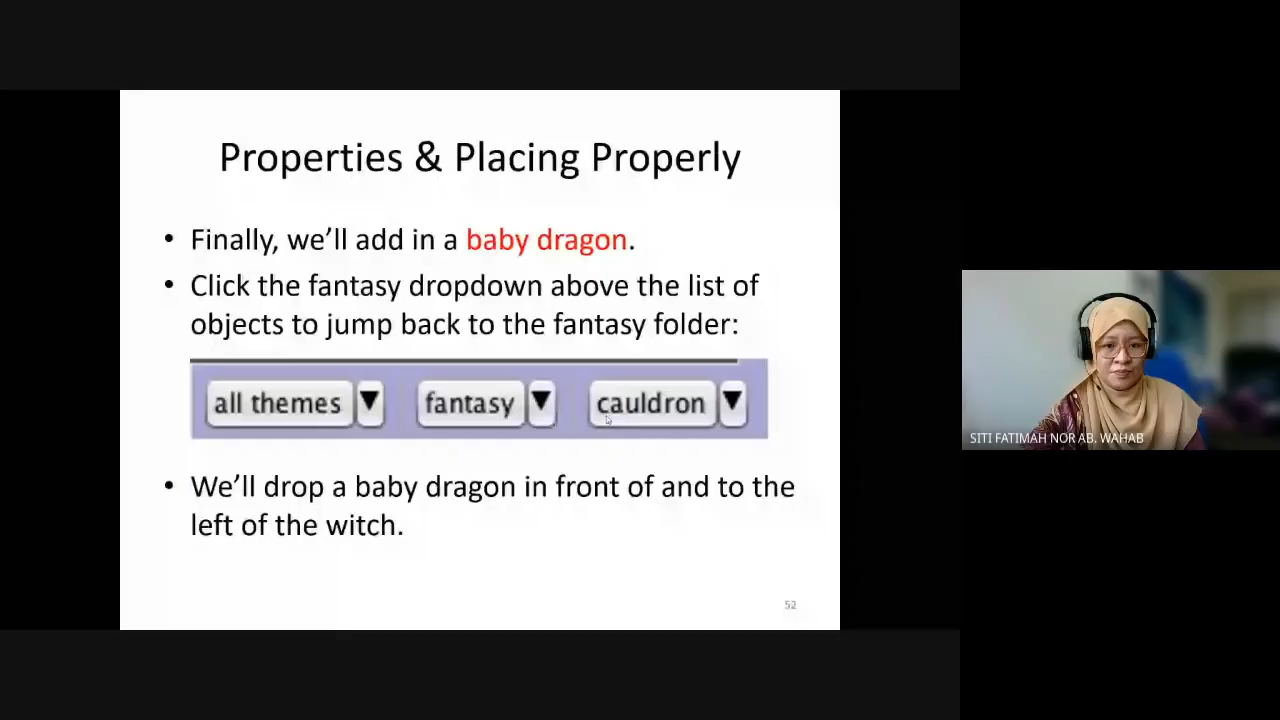 Properties & Placing Properly
• Finally, we’ll add in a baby dragon.
• Click the fantasy dropdown above the list of
objects to jump back to the fantasy folder:
all themes ▼ fantasy ▼ cauldron ▼
• We’ll drop a baby dragon in front of and to the
left of the witch.
52
SITI FATIMAH NOR AB. WAHAB